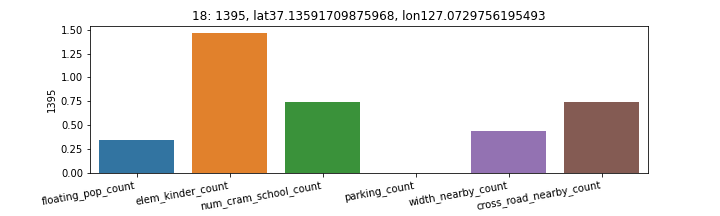 18: 1395, lat37.13591709875968, lon127.0729756195493
1.50
1.25
1.00
0.75
0.50
0.25
0.00
1395
floating_pop_count
elem_kinder_count
num_cram_school_count
parking_count
width_nearby_count
cross_road_nearby_count